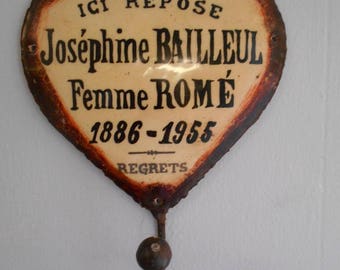 ICI REPOSE
Joséphine BAILLEUL
Femme ROMÉ
1886-1955
REGRETS